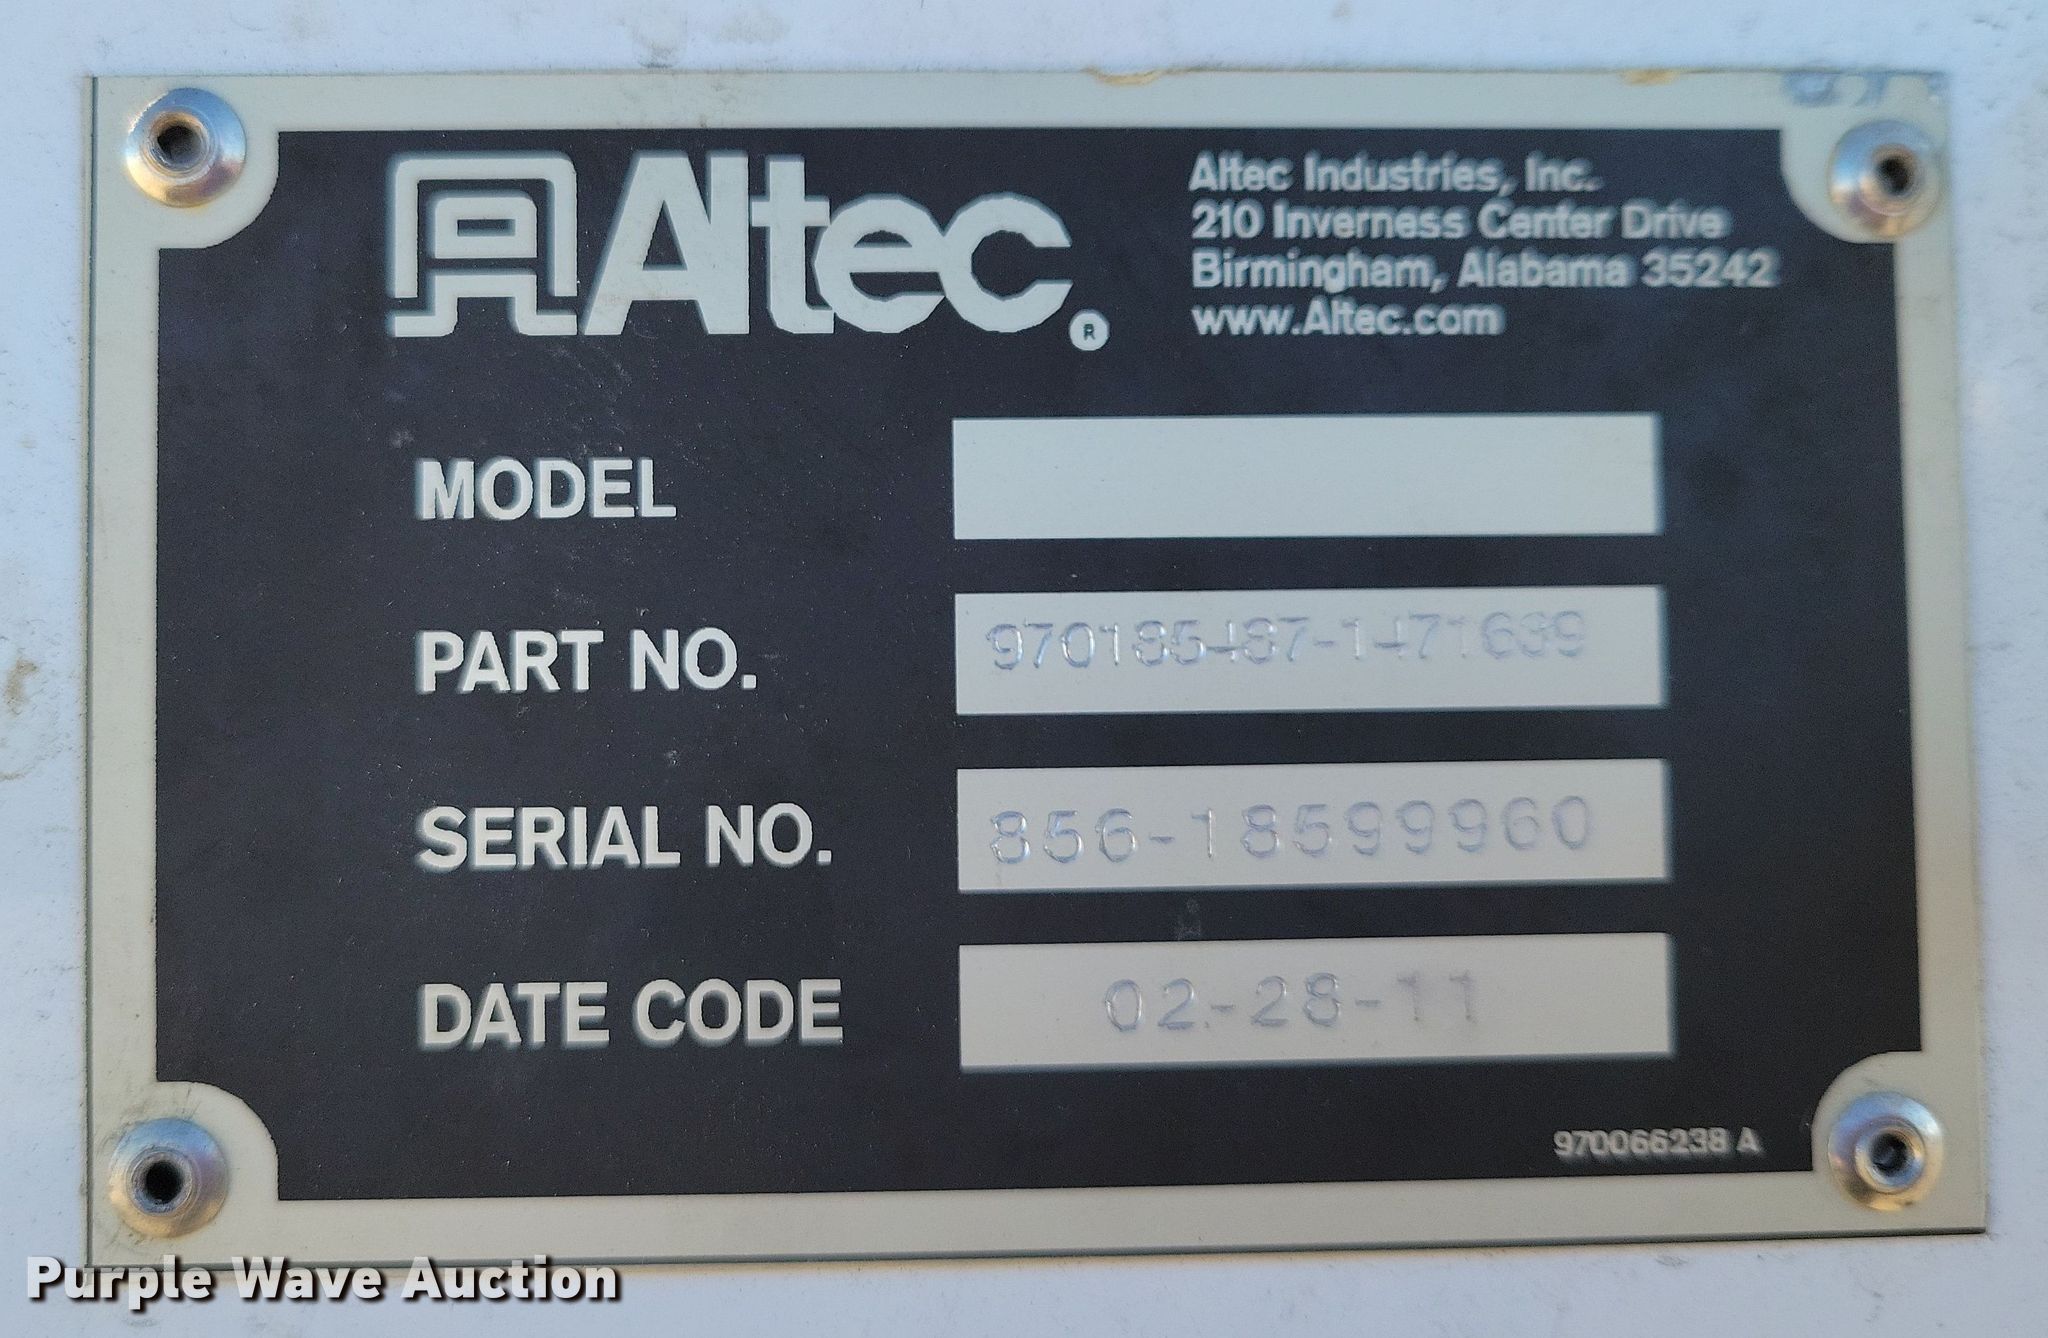 Altec®
Altec Industries, Inc.
210 Inverness Center Drive
Birmingham, Alabama 35242
www.Altec.com
MODEL
PART NO. 970185487-1471639
SERIAL NO. 856-18599960
DATE CODE 02-28-11
970066238 A
Purple Wave Auction